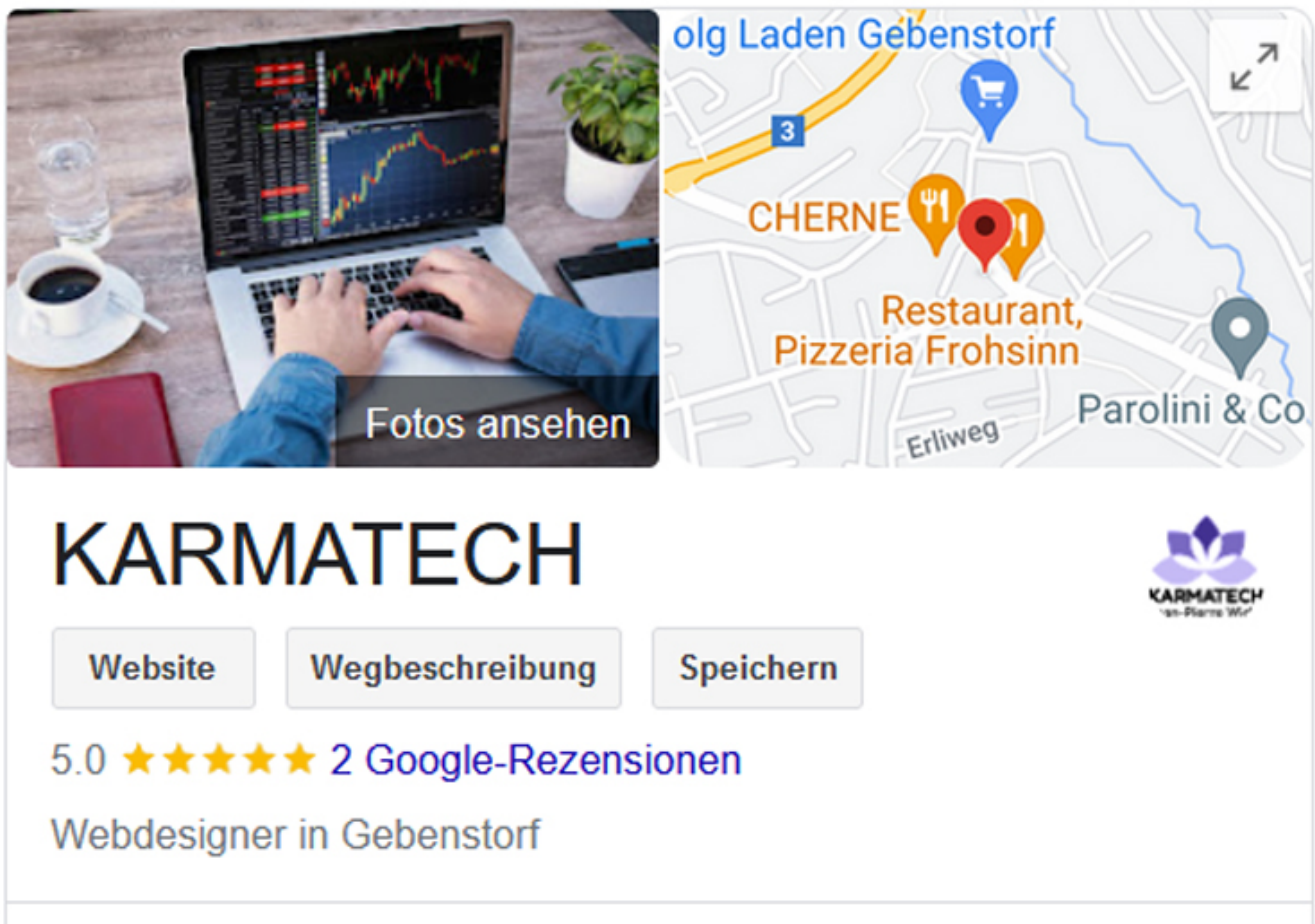 Fotos ansehen
olg Laden Gebenstorf
3
CHERNE
Restaurant,
Pizzeria Frohsinn
Parolini & Co
Erliweg
KARMATECH
KARMATECH
Website
Wegbeschreibung
Speichern
5.0 ★★★★★ 2 Google-Rezensionen
Webdesigner in Gebenstorf